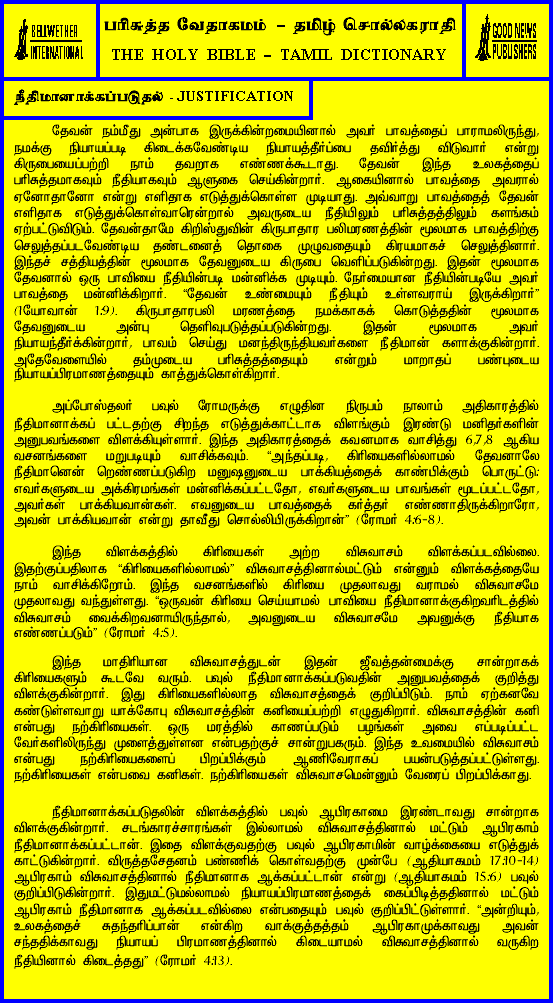 BELLWETHER
INTERNATIONAL
பரிசுத்த வேதாகமம் – தமிழ் சொல்லகராதி
THE HOLY BIBLE – TAMIL DICTIONARY
GOOD NEWS
PUBLISHERS
நீதிமானாக்கப்படுதல் - JUSTIFICATION
தேவன் நம்மீது அன்பாக இருக்கின்றமையினால் அவர் பாவத்தைப் பாராமலிருந்து,
நமக்கு நியாயப்படி கிடைக்கவேண்டிய நியாயத்தீர்ப்பை தவிர்த்து விடுவார் என்று
கிருபையைப்பற்றி நாம் தவறாக எண்ணக்கூடாது. தேவன் இந்த உலகத்தைப்
பரிசுத்தமாகவும் நீதியாகவும் ஆளுகை செய்கின்றார். ஆகையினால் பாவத்தை அவரால்
ஏனோதானோ என்று எளிதாக எடுத்துக்கொள்ள முடியாது. அவ்வாறு பாவத்தைத் தேவன்
எளிதாக எடுத்துக்கொள்வாரென்றால் அவருடைய நீதியிலும் பரிசுத்தத்திலும் களங்கம்
ஏற்பட்டுவிடும். தேவன்தாமே கிறிஸ்துவின் கிருபாதார பலிமரணத்தின் மூலமாக பாவத்திற்கு
செலுத்தப்படவேண்டிய தண்டனைத் தொகை முழுவதையும் கிரயமாகச் செலுத்தினார்.
இந்தச் சத்தியத்தின் மூலமாக தேவனுடைய கிருபை வெளிப்படுகின்றது. இதன் மூலமாக
தேவனால் ஒரு பாவியை நீதியின்படி மன்னிக்க முடியும். நேர்மையான நீதியின்படியே அவர்
பாவத்தை மன்னிக்கிறார். “தேவன் உண்மையும் நீதியும் உள்ளவராய் இருக்கிறார்”
(1யோவான் 1:9). கிருபாதாரபலி மரணத்தை நமக்காகக் கொடுத்ததின் மூலமாக
தேவனுடைய அன்பு தெளிவுபடுத்தப்படுகின்றது. இதன் மூலமாக அவர்
நியாயந்தீர்க்கின்றார், பாவம் செய்து மனந்திருந்தியவர்களை நீதிமான் களாக்குகின்றார்.
அதேவேளையில் தம்முடைய பரிசுத்தத்தையும் என்றும் மாறாதப் பண்புடைய
நியாயப்பிரமாணத்தையும் காத்துக்கொள்கிறார்.
அப்போஸ்தலர் பவுல் ரோமருக்கு எழுதின நிருபம் நாலாம் அதிகாரத்தில்
நீதிமானாக்கப் பட்டதற்கு சிறந்த எடுத்துக்காட்டாக விளங்கும் இரண்டு மனிதர்களின்
அனுபவங்களை விளக்கியுள்ளார். இந்த அதிகாரத்தைக் கவனமாக வாசித்து 6,7,8 ஆகிய
வசனங்களை மறுபடியும் வாசிக்கவும். “அந்தப்படி, கிரியைகளில்லாமல் தேவனாலே
நீதிமானென் றெண்ணப்படுகிற மனுஷனுடைய பாக்கியத்தைக் காண்பிக்கும் பொருட்டு:
எவர்களுடைய அக்கிரமங்கள் மன்னிக்கப்பட்டதோ, எவர்களுடைய பாவங்கள் மூடப்பட்டதோ,
அவர்கள் பாக்கியவான்கள். எவனுடைய பாவத்தைக் கர்த்தர் எண்ணாதிருக்கிறாரோ,
அவன் பாக்கியவான் என்று தாவீது சொல்லியிருக்கிறான்” (ரோமர் 4:6-8).
இந்த விளக்கத்தில் கிரியைகள் அற்ற விசுவாசம் விளக்கப்படவில்லை.
இதற்குப்பதிலாக “கிரியைகளில்லாமல்” விசுவாசத்தினால்மட்டும் என்னும் விளக்கத்தையே
நாம் வாசிக்கிறோம். இந்த வசனங்களில் கிரியை முதலாவது வராமல் விசுவாசமே
முதலாவது வந்துள்ளது. “ஒருவன் கிரியை செய்யாமல் பாவியை நீதிமானாக்குகிறவரிடத்தில்
விசுவாசம் வைக்கிறவனாயிருந்தால், அவனுடைய விசுவாசமே அவனுக்கு நீதியாக
எண்ணப்படும்” (ரோமர் 4:5).
இந்த மாதிரியான விசுவாசத்துடன் இதன் ஜீவத்தன்மைக்கு சான்றாகக்
கிரியைகளும் கூடவே வரும். பவுல் நீதிமானாக்கப்படுவதின் அனுபவத்தைக் குறித்து
விளக்குகின்றார். இது கிரியைகளில்லாத விசுவாசத்தைக் குறிப்பிடும். நாம் ஏற்கனவே
கண்டுள்ளவாறு யாக்கோபு விசுவாசத்தின் கனியைப்பற்றி எழுதுகிறார். விசுவாசத்தின் கனி
என்பது நற்கிரியைகள். ஒரு மரத்தில் காணப்படும் பழங்கள் அவை எப்படிப்பட்ட
வேர்களிலிருந்து முளைத்துள்ளன என்பதற்குச் சான்றுபகரும். இந்த உவமையில் விசுவாசம்
என்பது நற்கிரியைகளைப் பிறப்பிக்கும் ஆணிவேராகப் பயன்படுத்தப்பட்டுள்ளது.
நற்கிரியைகள் என்பவை கனிகள். நற்கிரியைகள் விசுவாசமென்னும் வேரைப் பிறப்பிக்காது.
நீதிமானாக்கப்படுதலின் விளக்கத்தில் பவுல் ஆபிரகாமை இரண்டாவது சான்றாக
விளக்குகின்றார். சடங்காரச்சாரங்கள் இல்லாமல் விசுவாசத்தினால் மட்டும் ஆபிரகாம்
நீதிமானாக்கப்பட்டான். இதை விளக்குவதற்கு பவுல் ஆபிரகாமின் வாழ்க்கையை எடுத்துக்
காட்டுகின்றார். விருத்தசேதனம் பண்ணிக் கொள்வதற்கு முன்பே (ஆதியாகமம் 17:10-14)
ஆபிரகாம் விசுவாசத்தினால் நீதிமானாக ஆக்கப்பட்டான் என்று (ஆதியாகமம் 15:6) பவுல்
குறிப்பிடுகின்றார். இதுமட்டுமல்லாமல் நியாயப்பிரமாணத்தைக் கைப்பிடித்ததினால் மட்டும்
ஆபிரகாம் நீதிமானாக ஆக்கப்படவில்லை என்பதையும் பவுல் குறிப்பிட்டுள்ளார். “அன்றியும்,
உலகத்தைச் சுதந்தரிப்பான் என்கிற வாக்குத்தத்தம் ஆபிரகாமுக்காவது அவன்
சந்ததிக்காவது நியாயப் பிரமாணத்தினால் கிடையாமல் விசுவாசத்தினால் வருகிற
நீதியினால் கிடைத்தது” (ரோமர் 4:13).